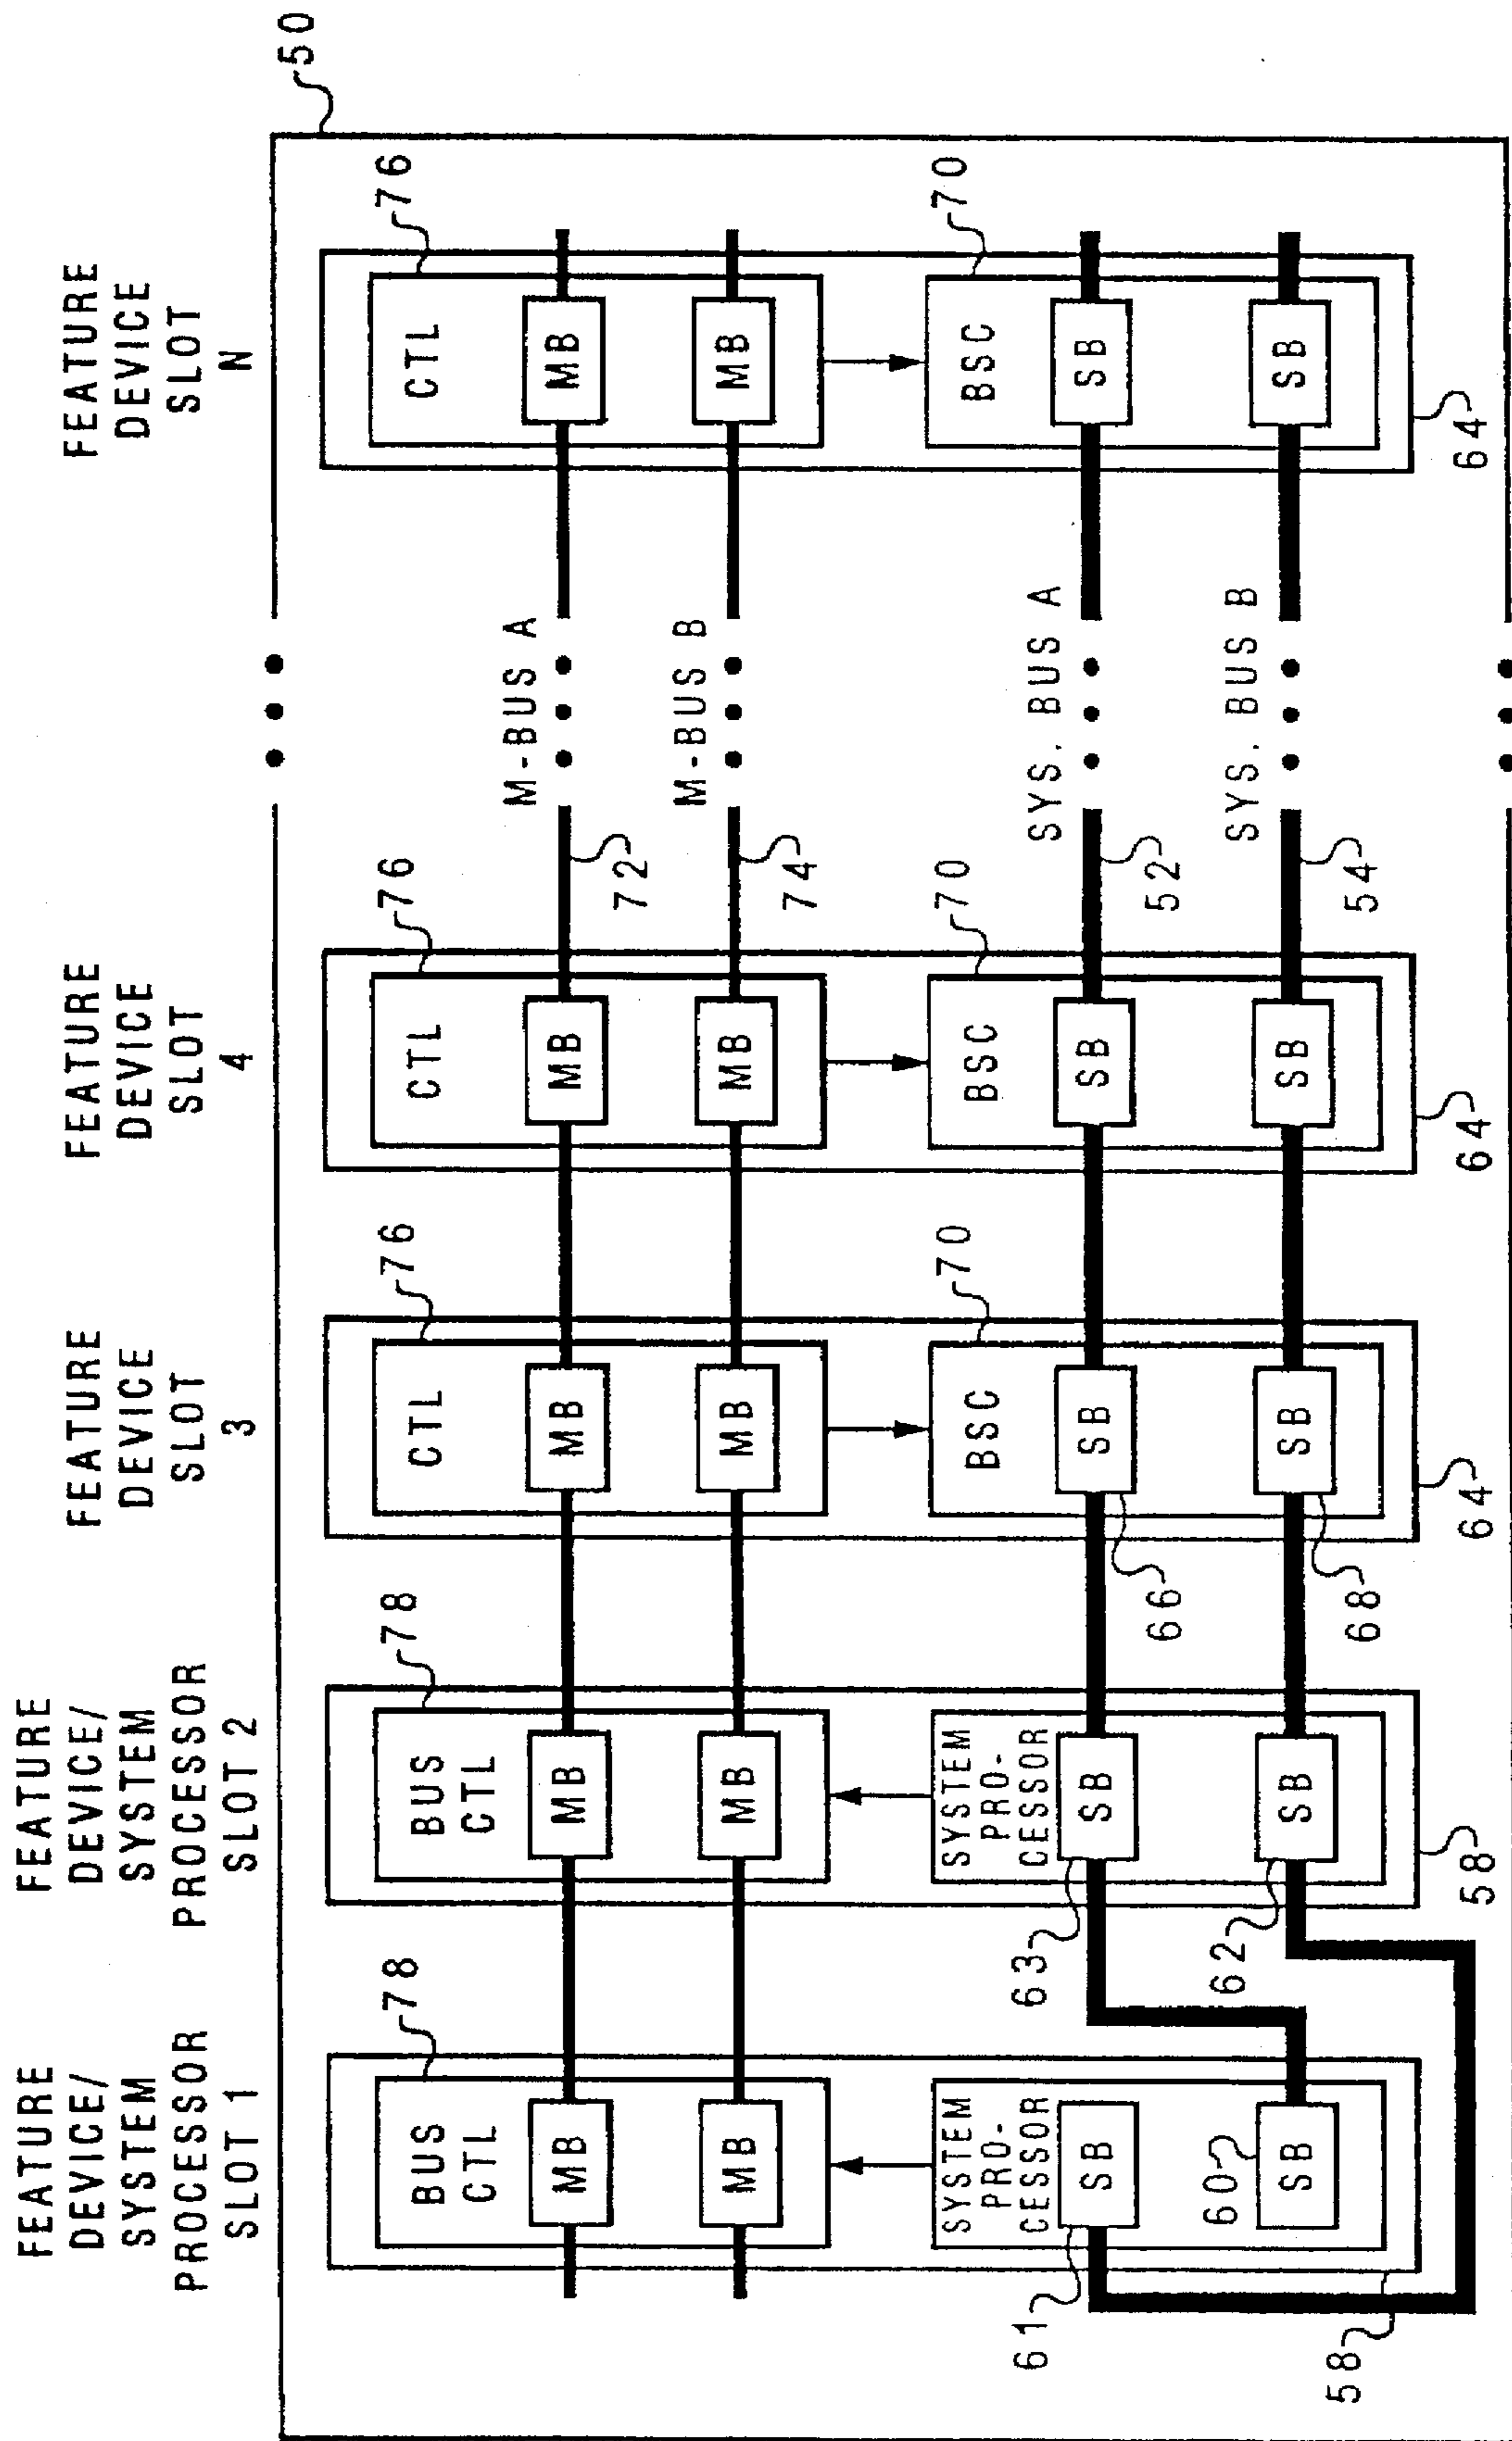 FEATURE
DEVICE/
SYSTEM
PROCESSOR
SLOT 1
FEATURE
DEVICE/
SYSTEM
PROCESSOR
SLOT 2
FEATURE
DEVICE
SLOT
3
FEATURE
DEVICE
SLOT
4
FEATURE
DEVICE
SLOT
N
50
78
78
76
76
76
BUS
CTL
BUS
CTL
CTL
CTL
CTL
M-BUS A
MB
MB
MB
MB
MB
72
M-BUS B
MB
MB
MB
MB
MB
74
70
70
70
SYSTEM
PRO-
CESSOR
SYSTEM
PRO-
CESSOR
BSC
BSC
BSC
SYS. BUS A
61
SB
63
SB
SB
66
SB
52
SB
SYS. BUS B
60
SB
62
SB
SB
68
SB
54
SB
58
58
64
64
64